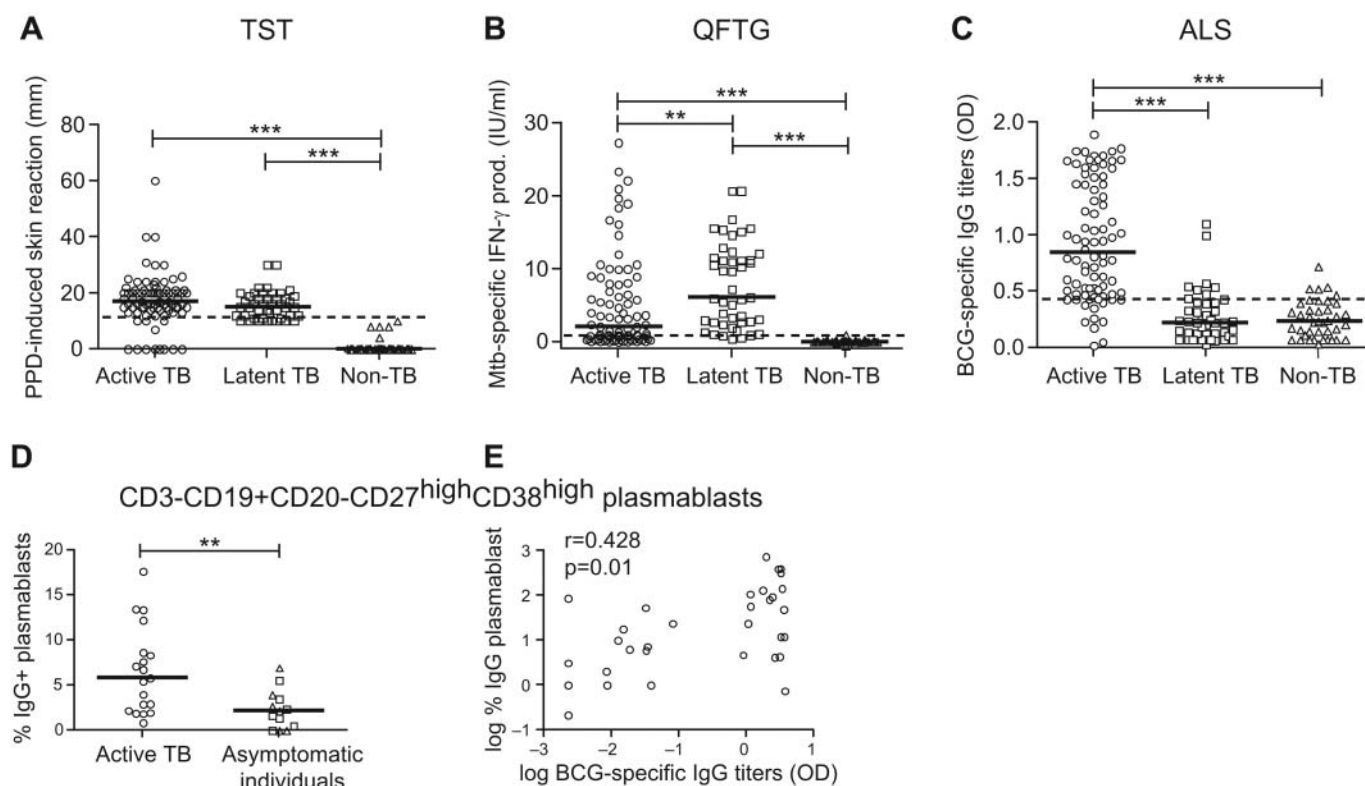 A
TST
PPD-induced skin reaction (mm)
80
60
40
20
0
***
***
Active TB
Latent TB
Non-TB
B
QFTG
Mtb-specific IFN-γ prod. (IU/ml)
30
20
10
0
***
**
***
Active TB
Latent TB
Non-TB
C
ALS
BCG-specific IgG titers (OD)
2.0
1.5
1.0
0.5
0.0
***
***
Active TB
Latent TB
Non-TB
D
E
CD3-CD19+CD20-CD27highCD38high plasmablasts
% IgG+ plasmablasts
20
15
10
5
0
**
Active TB
Asymptomatic
individuals
log % IgG plasmablast
r=0.428
p=0.01
3
2
1
0
–1
–3
–2
–1
0
1
log BCG-specific IgG titers (OD)